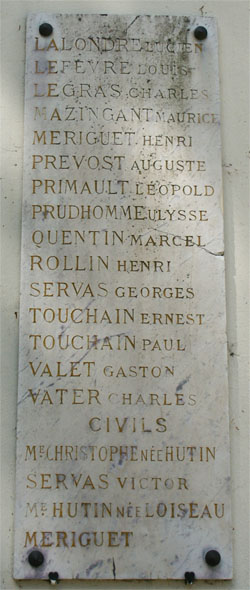 LALONDRE LUCIEN
LEFEVRE LOUIS
LEGRAS CHARLES
MAZINGANT MAURICE
MERIGUET HENRI
PREVOST AUGUSTE
PRIMAULT LÉOPOLD
PRUDHOMME ULYSSE
QUENTIN MARCEL
ROLLIN HENRI
SERVAS GEORGES
TOUCHAIN ERNEST
TOUCHAIN PAUL
VALET GASTON
VATER CHARLES
CIVILS
ME CHRISTOPHE NÉE HUTIN
SERVAS VICTOR
ME HUTIN NÉE LOISEAU
MERIGUET